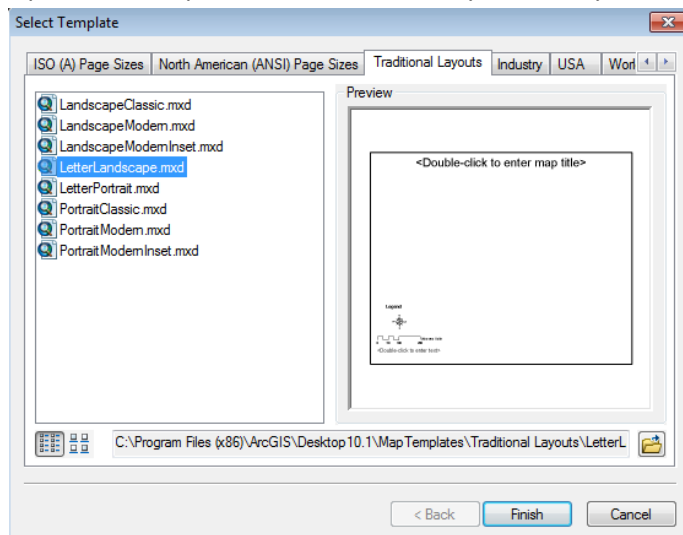 Select Template
ISO (A) Page Sizes North American (ANSI) Page Sizes Traditional Layouts Industry USA Worl
LandscapeClassic.mxd
LandscapeModern.mxd
LandscapeModernInset.mxd
LetterLandscape.mxd
LetterPortrait.mxd
PortraitClassic.mxd
PortraitModern.mxd
PortraitModernInset.mxd
Preview
<Double-click to enter map title>
Legend
<Double-click to enter text>
C:\Program Files (x86)\ArcGIS\Desktop10.1\MapTemplates\Traditional Layouts\LetterL
< Back Finish Cancel